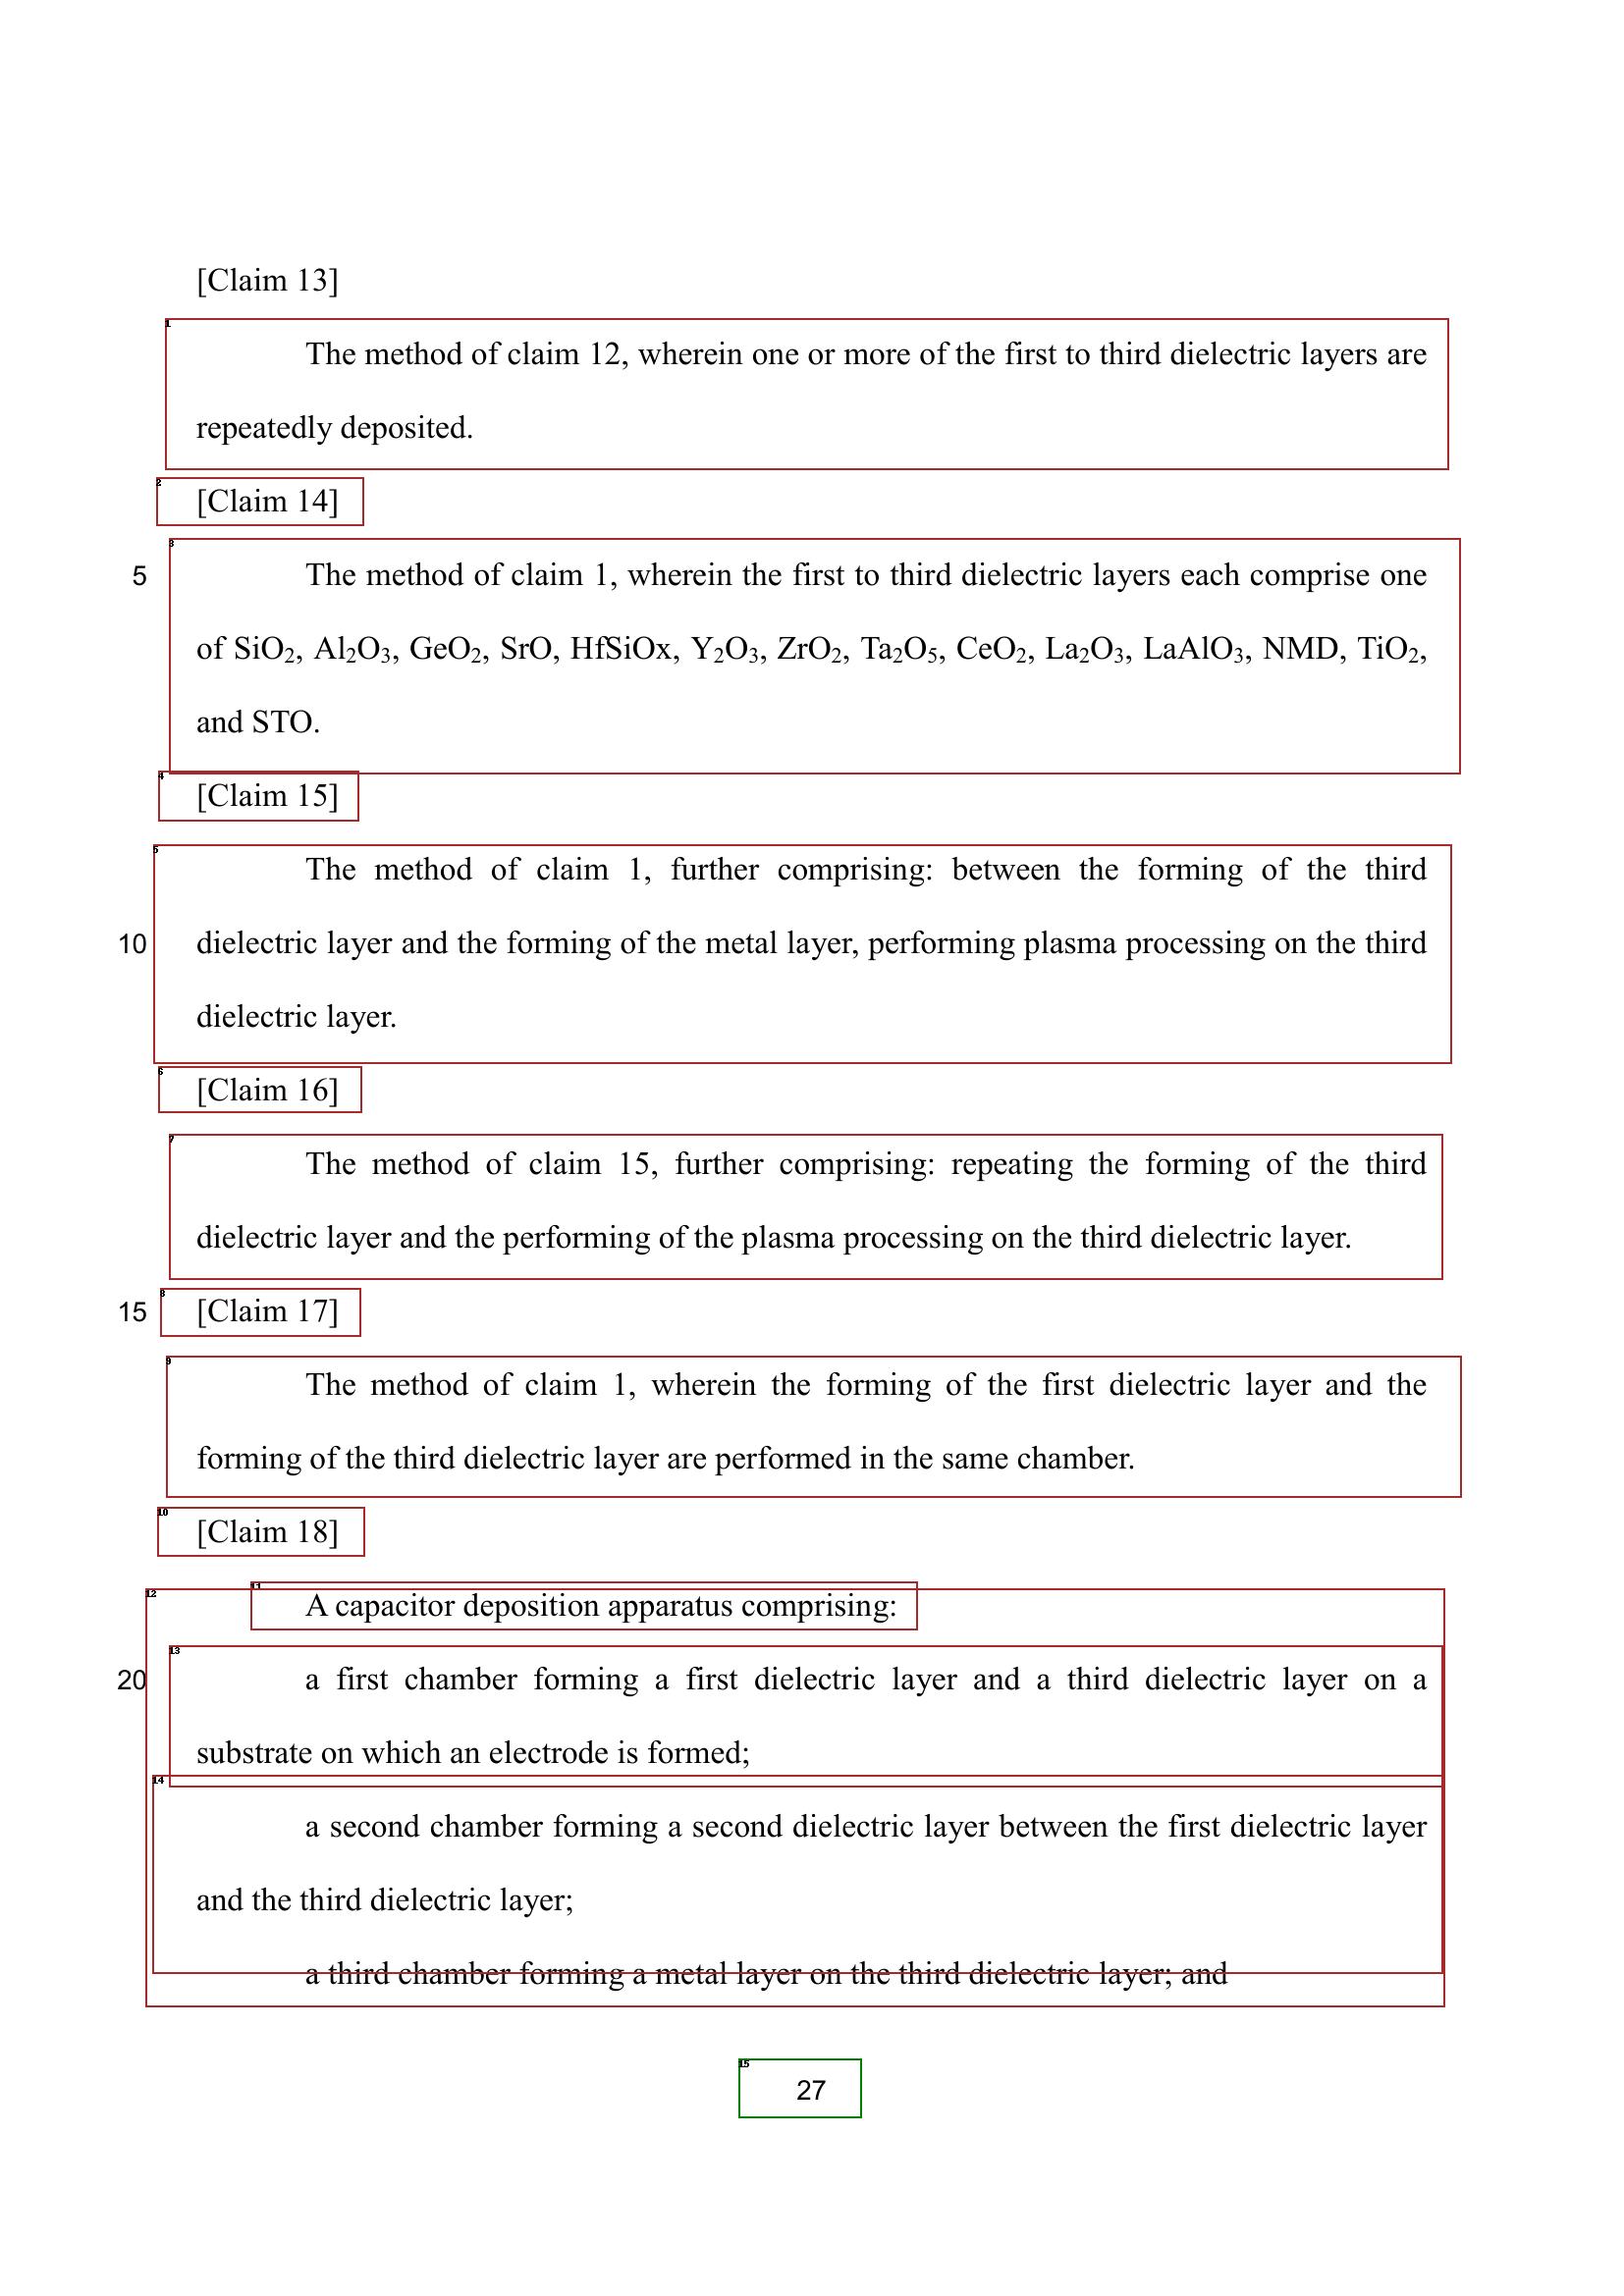 [Claim 13]
The method of claim 12, wherein one or more of the first to third dielectric layers are
repeatedly deposited.
[Claim 14]
5 The method of claim 1, wherein the first to third dielectric layers each comprise one
of SiO₂, Al₂O₃, GeO₂, SrO, HfSiOx, Y₂O₃, ZrO₂, Ta₂O₅, CeO₂, La₂O₃, LaAlO₃, NMD, TiO₂,
and STO.
[Claim 15]
The method of claim 1, further comprising: between the forming of the third
10 dielectric layer and the forming of the metal layer, performing plasma processing on the third
dielectric layer.
[Claim 16]
The method of claim 15, further comprising: repeating the forming of the third
dielectric layer and the performing of the plasma processing on the third dielectric layer.
15 [Claim 17]
The method of claim 1, wherein the forming of the first dielectric layer and the
forming of the third dielectric layer are performed in the same chamber.
[Claim 18]
A capacitor deposition apparatus comprising:
20 a first chamber forming a first dielectric layer and a third dielectric layer on a
substrate on which an electrode is formed;
a second chamber forming a second dielectric layer between the first dielectric layer
and the third dielectric layer;
a third chamber forming a metal layer on the third dielectric layer; and
27